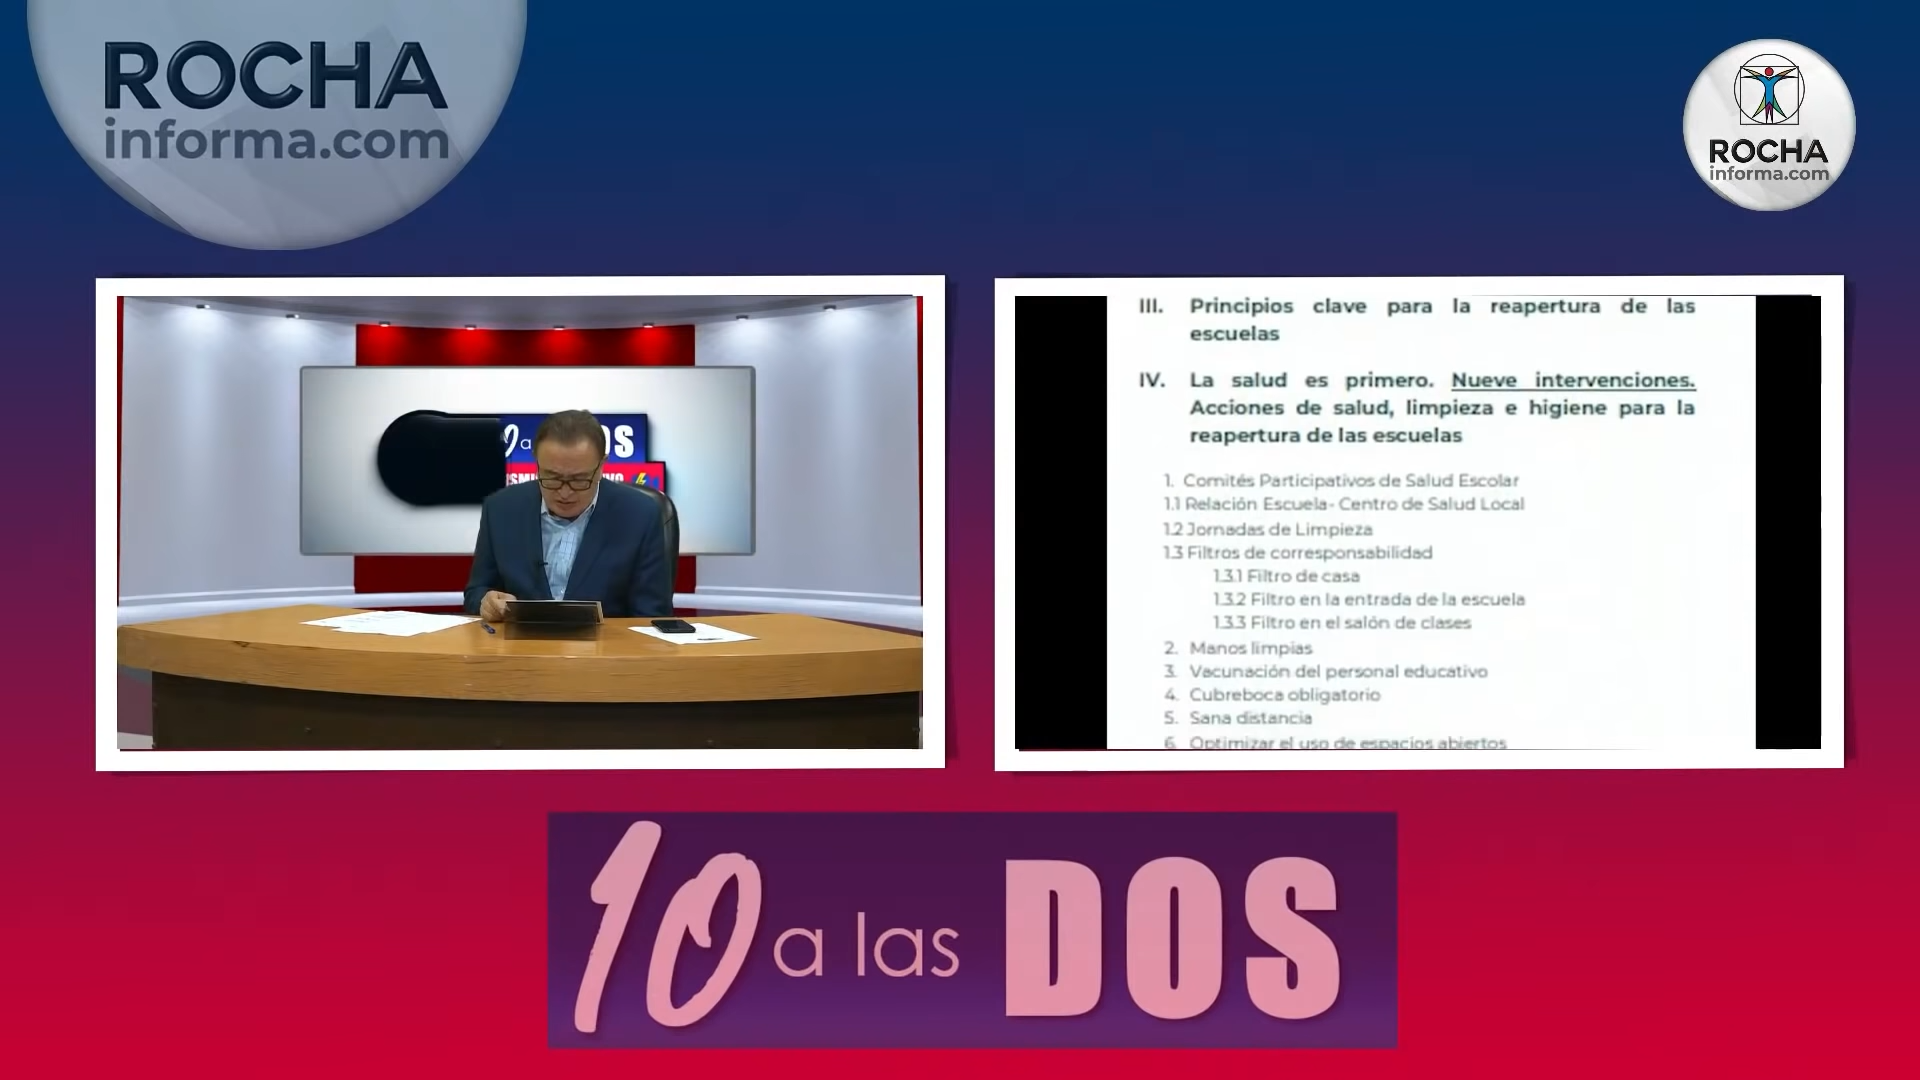 ROCHA
informa.com
ROCHA
informa.com
a
OS
III. Principios clave para la reapertura de las
escuelas
IV. La salud es primero. Nueve intervenciones.
Acciones de salud, limpieza e higiene para la
reapertura de las escuelas
1. Comités Participativos de Salud Escolar
1.1 Relación Escuela- Centro de Salud Local
1.2 Jornadas de Limpieza
1.3 Filtros de corresponsabilidad
1.3.1 Filtro de casa
1.3.2 Filtro en la entrada de la escuela
1.3.3 Filtro en el salón de clases
2. Manos limpias
3. Vacunación del personal educativo
4. Cubreboca obligatorio
5. Sana distancia
6. Optimizar el uso de espacios abiertos
10 a las DOS